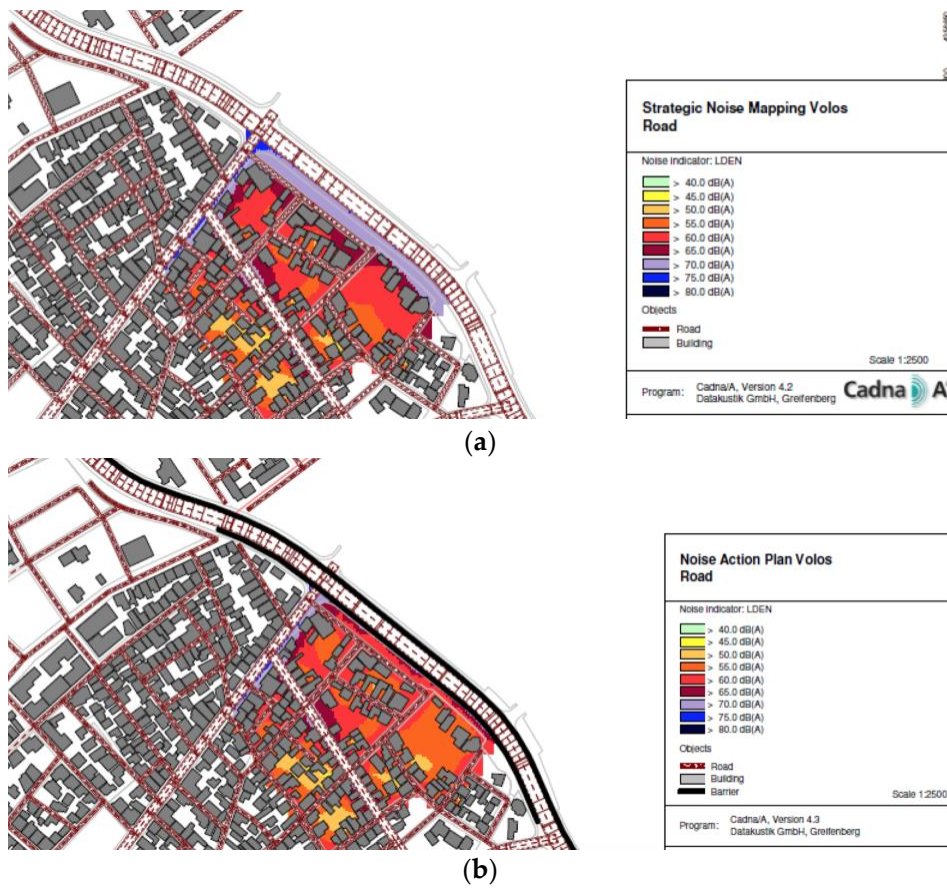 Strategic Noise Mapping Volos
Road
Noise indicator: LDEN
> 40.0 dB(A)
> 45.0 dB(A)
> 50.0 dB(A)
> 55.0 dB(A)
> 60.0 dB(A)
> 65.0 dB(A)
> 70.0 dB(A)
> 75.0 dB(A)
> 80.0 dB(A)
Objects
Road
Building
Scale 1:2500
Program: Cadna/A, Version 4.2
Datakustik GmbH, Greifenberg
Cadna A
(a)
Noise Action Plan Volos
Road
Noise indicator: LDEN
> 40.0 dB(A)
> 45.0 dB(A)
> 50.0 dB(A)
> 55.0 dB(A)
> 60.0 dB(A)
> 65.0 dB(A)
> 70.0 dB(A)
> 75.0 dB(A)
> 80.0 dB(A)
Objects
Road
Building
Barrier
Scale 1:2500
Program: Cadna/A, Version 4.3
Datakustik GmbH, Greifenberg
(b)